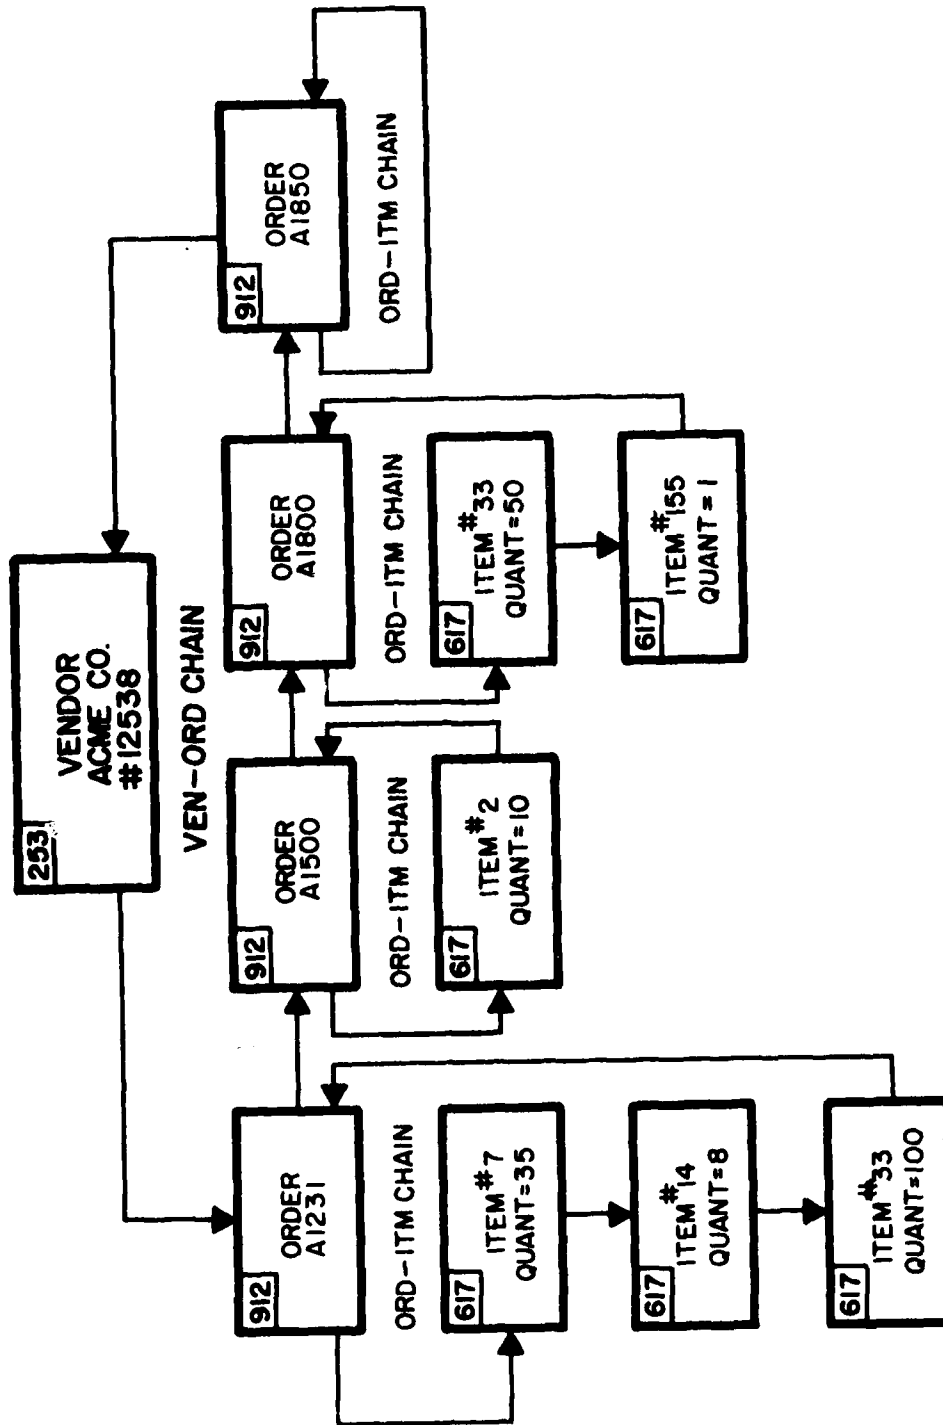 253
VENDOR
ACME CO.
#12538
VEN-ORD CHAIN
912
ORDER
A1231
912
ORDER
A1500
912
ORDER
A1800
912
ORDER
A1850
ORD-ITM CHAIN
ORD-ITM CHAIN
ORD-ITM CHAIN
ORD-ITM CHAIN
617
ITEM #7
QUANT=35
617
ITEM #2
QUANT=10
617
ITEM #33
QUANT=50
617
ITEM #14
QUANT=8
617
ITEM #155
QUANT=1
617
ITEM #33
QUANT=100